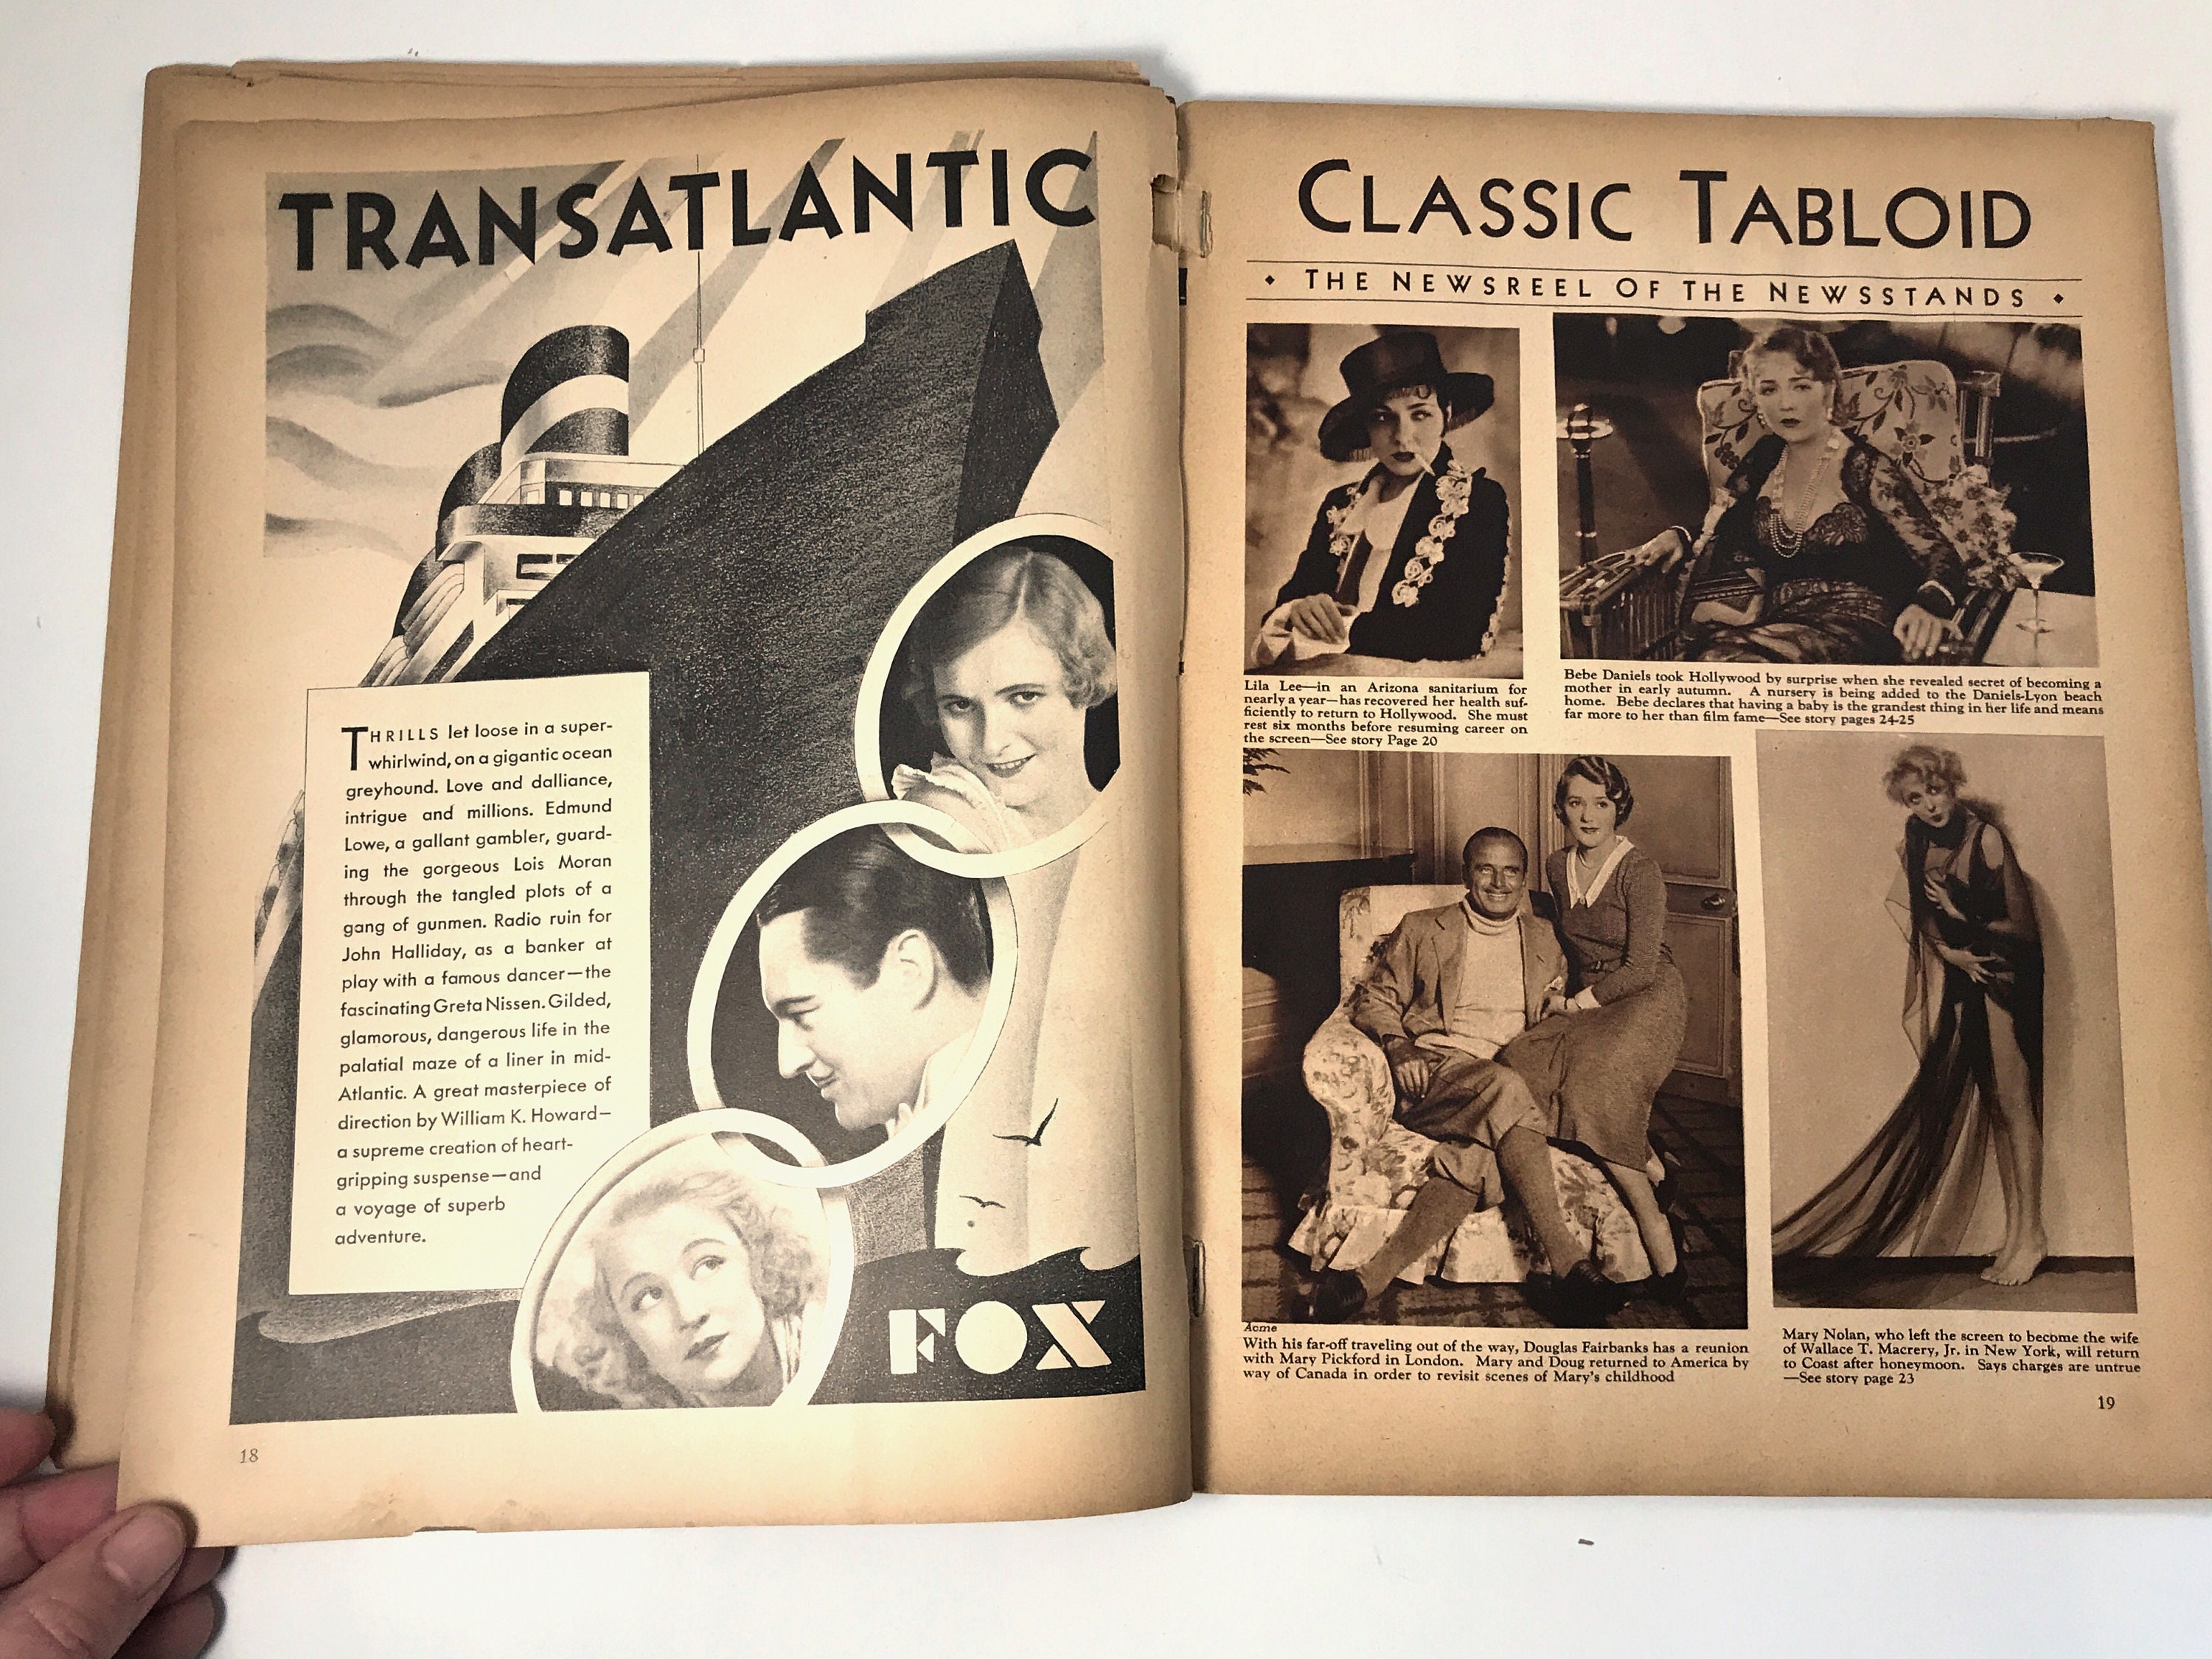 TRANSATLANTIC
THRILLS let loose in a super-
whirlwind, on a gigantic ocean
greyhound. Love and dalliance,
intrigue and millions. Edmund
Lowe, a gallant gambler, guard-
ing the gorgeous Lois Moran
through the tangled plots of a
gang of gunmen. Radio ruin for
John Halliday, as a banker at
play with a famous dancer—the
fascinating Greta Nissen. Gilded,
glamorous, dangerous life in the
palatial maze of a liner in mid-
Atlantic. A great masterpiece of
direction by William K. Howard—
a supreme creation of heart-
gripping suspense—and
a voyage of superb
adventure.
FOX
18
CLASSIC TABLOID
• THE NEWSREEL OF THE NEWSSTANDS •
Lila Lee—in an Arizona sanitarium for
nearly a year—has recovered her health suf-
ficiently to return to Hollywood. She must
rest six months before resuming career on
the screen—See story Page 20
Bebe Daniels took Hollywood by surprise when she revealed secret of becoming a
mother in early autumn. A nursery is being added to the Daniels-Lyon beach
home. Bebe declares that having a baby is the grandest thing in her life and means
far more to her than film fame—See story pages 24-25
Acme
With his far-off traveling out of the way, Douglas Fairbanks has a reunion
with Mary Pickford in London. Mary and Doug returned to America by
way of Canada in order to revisit scenes of Mary's childhood
Mary Nolan, who left the screen to become the wife
of Wallace T. Macrery, Jr. in New York, will return
to Coast after honeymoon. Says charges are untrue
—See story page 23
19